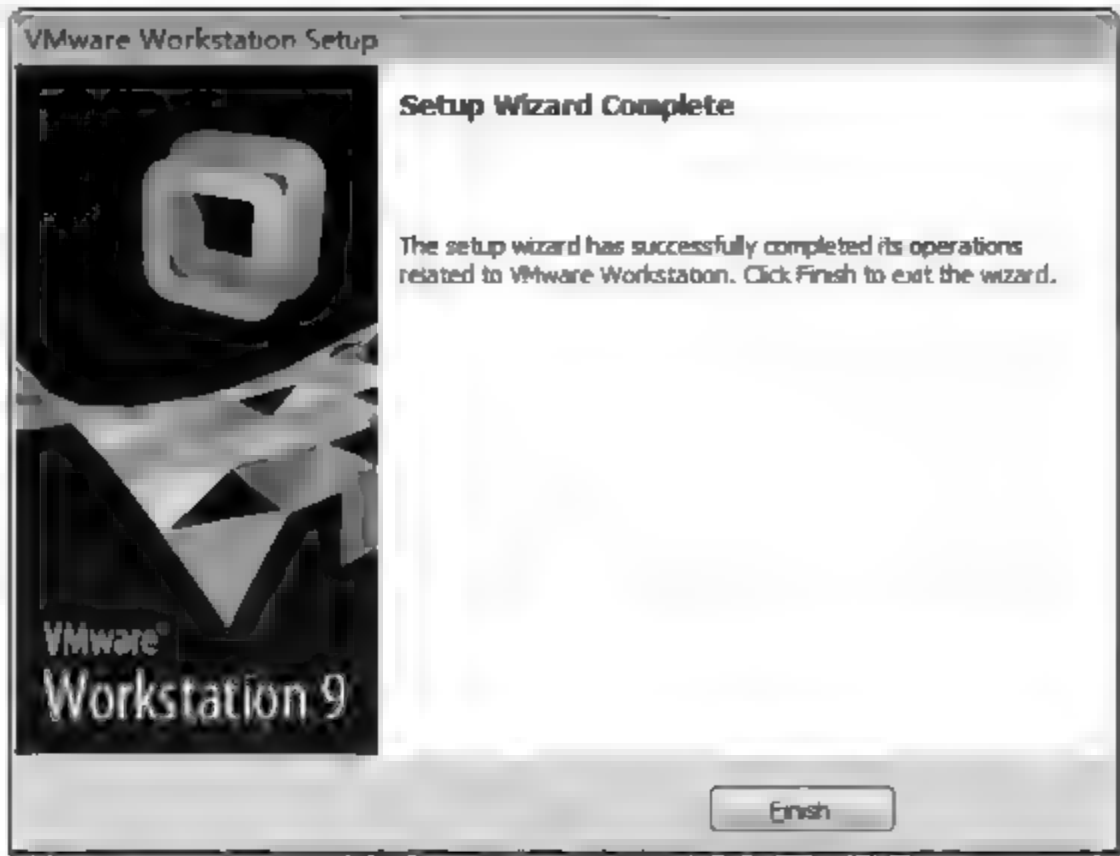 VMware Workstation Setup
Setup Wizard Complete
The setup wizard has successfully completed its operations
related to VMware Workstation. Click Finish to exit the wizard.
VMware®
Workstation 9
Finish